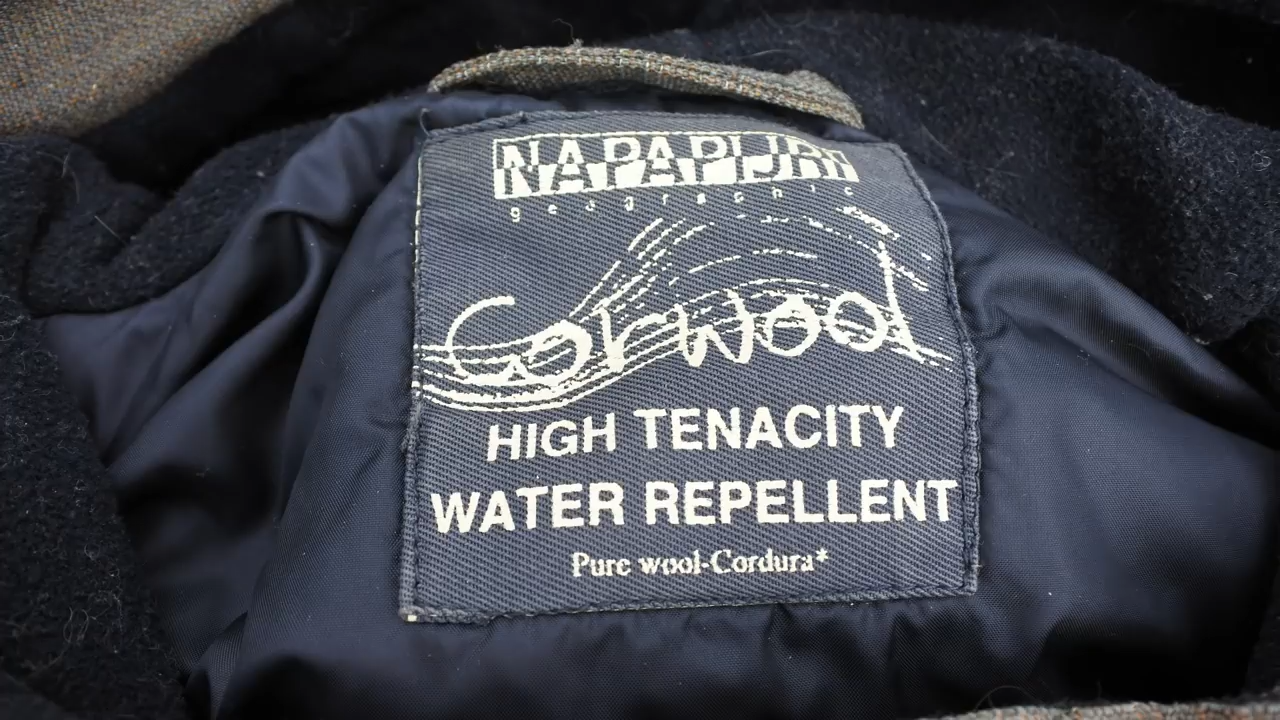 NAPAPIJRI
geographic
Corwool
HIGH TENACITY
WATER REPELLENT
Pure wool-Cordura*